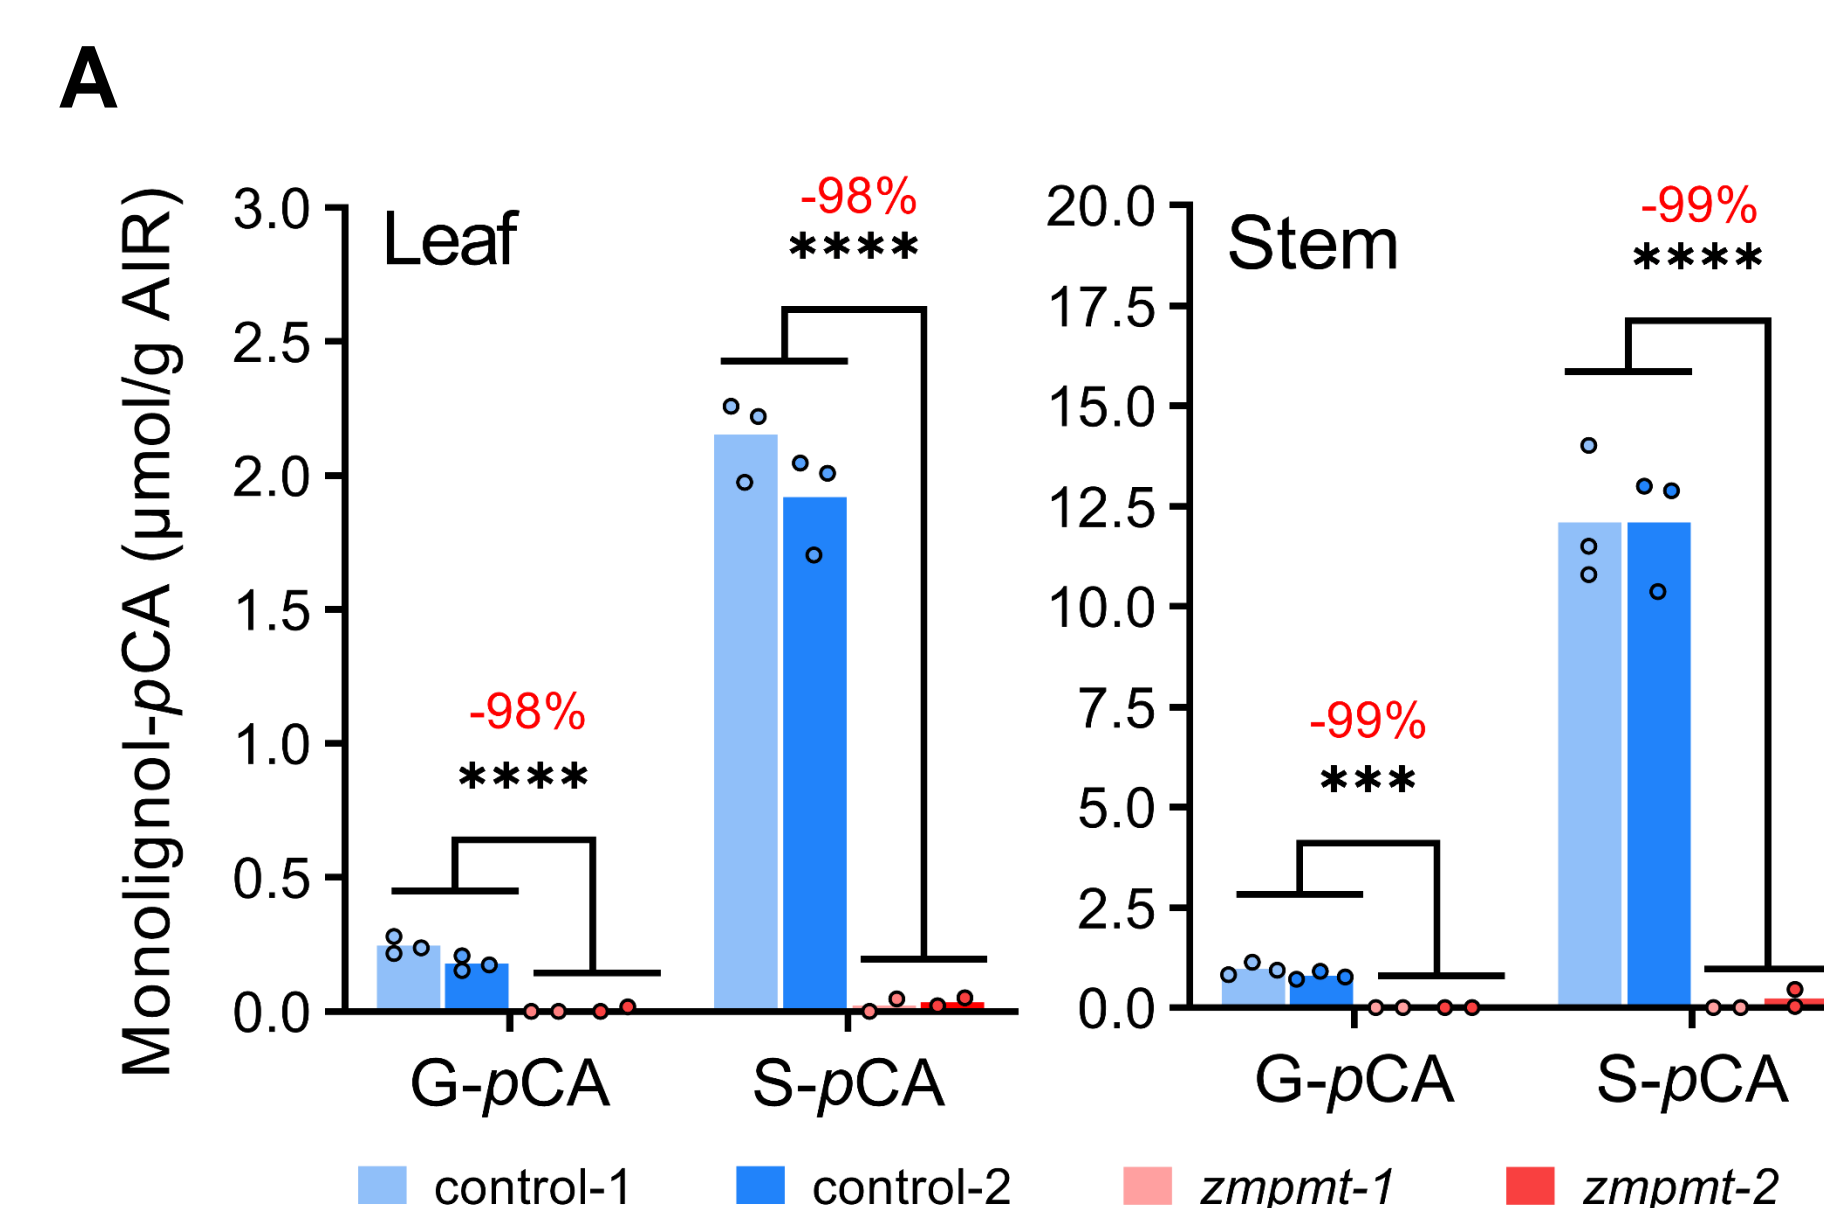 A
Monolignol-pCA (µmol/g AIR)
3.0
2.5
2.0
1.5
1.0
0.5
0.0
Leaf
-98%
****
-98%
****
G-pCA
S-pCA
20.0
17.5
15.0
12.5
10.0
7.5
5.0
2.5
0.0
Stem
-99%
***
-99%
****
G-pCA
S-pCA
control-1
control-2
zmpmt-1
zmpmt-2